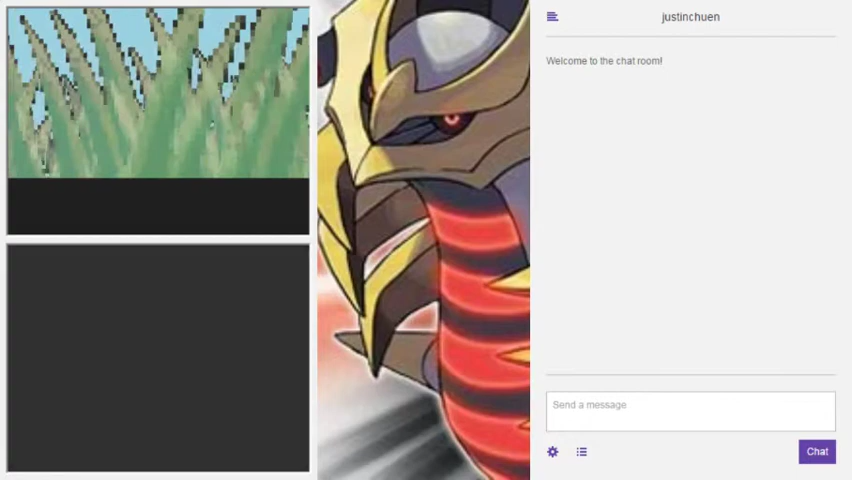 justinchuen
Welcome to the chat room!
Send a message
Chat